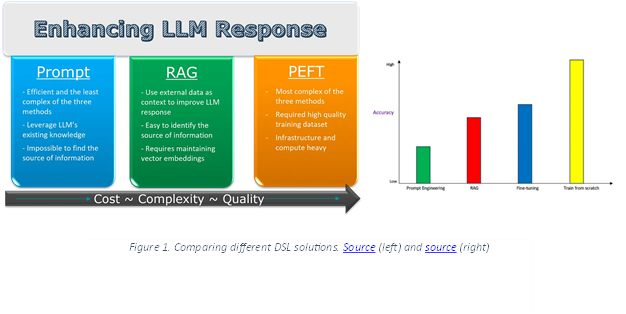 Enhancing LLM Response
Prompt
- Efficient and the least
complex of the three
methods
- Leverage LLM's
existing knowledge
- Impossible to find the
source of information
RAG
- Use external data as
context to improve LLM
response
- Easy to identify the
source of information
- Requires maintaining
vector embeddings
PEFT
- Most complex of the
three methods
- Required high quality
training dataset
- Infrastructure and
compute heavy
Cost ~ Complexity ~ Quality
High
Accuracy
Low
Prompt Engineering
RAG
Fine-tuning
Train from scratch
Figure 1. Comparing different DSL solutions. Source (left) and source (right)